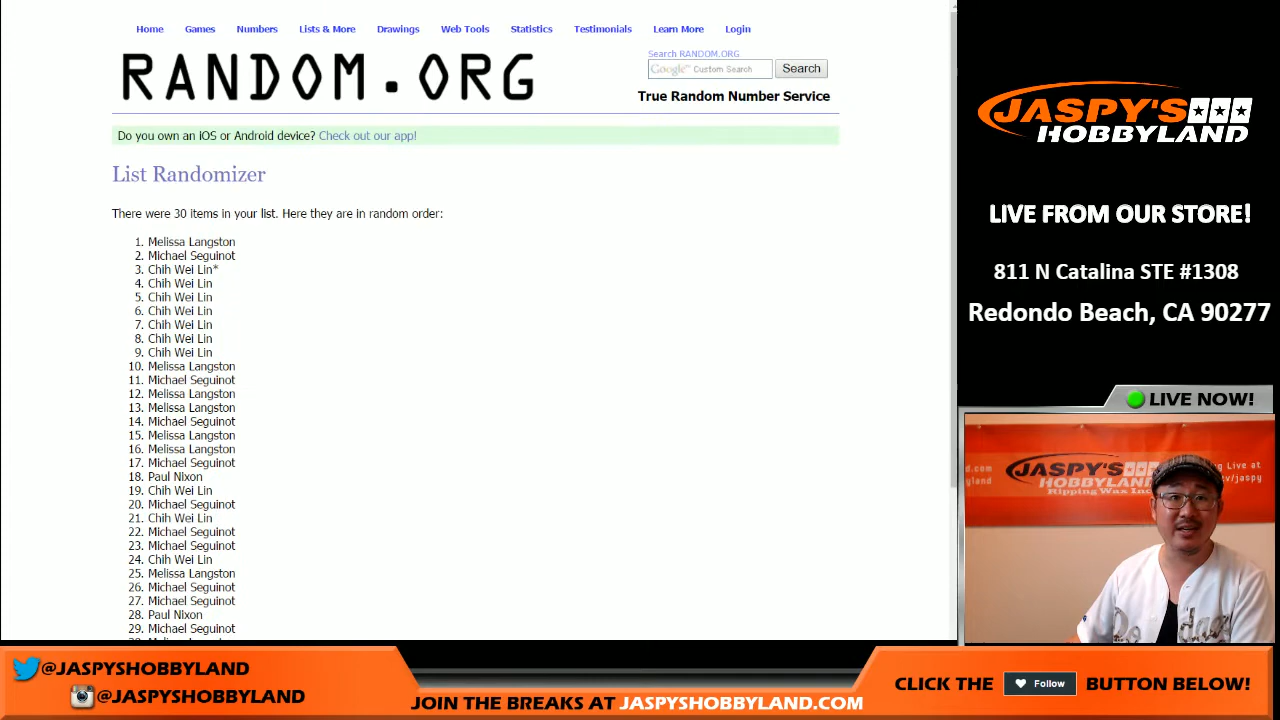 Home Games Numbers Lists & More Drawings Web Tools Statistics Testimonials Learn More Login
RANDOM.ORG
Search RANDOM.ORG
Google Custom Search Search
True Random Number Service
Do you own an iOS or Android device? Check out our app!
List Randomizer
There were 30 items in your list. Here they are in random order:
1. Melissa Langston
2. Michael Seguinot
3. Chih Wei Lin*
4. Chih Wei Lin
5. Chih Wei Lin
6. Chih Wei Lin
7. Chih Wei Lin
8. Chih Wei Lin
9. Chih Wei Lin
10. Melissa Langston
11. Michael Seguinot
12. Melissa Langston
13. Melissa Langston
14. Michael Seguinot
15. Melissa Langston
16. Melissa Langston
17. Michael Seguinot
18. Paul Nixon
19. Chih Wei Lin
20. Michael Seguinot
21. Chih Wei Lin
22. Michael Seguinot
23. Michael Seguinot
24. Chih Wei Lin
25. Melissa Langston
26. Michael Seguinot
27. Michael Seguinot
28. Paul Nixon
29. Michael Seguinot
JASPY'S
HOBBYLAND
LIVE FROM OUR STORE!
811 N Catalina STE #1308
Redondo Beach, CA 90277
LIVE NOW!
JASPY'S
HOBBYLAND
Live at
tv/jaspy
@JASPYSHOBBYLAND
@JASPYSHOBBYLAND
JOIN THE BREAKS AT JASPYSHOBBYLAND.COM
CLICK THE Follow BUTTON BELOW!